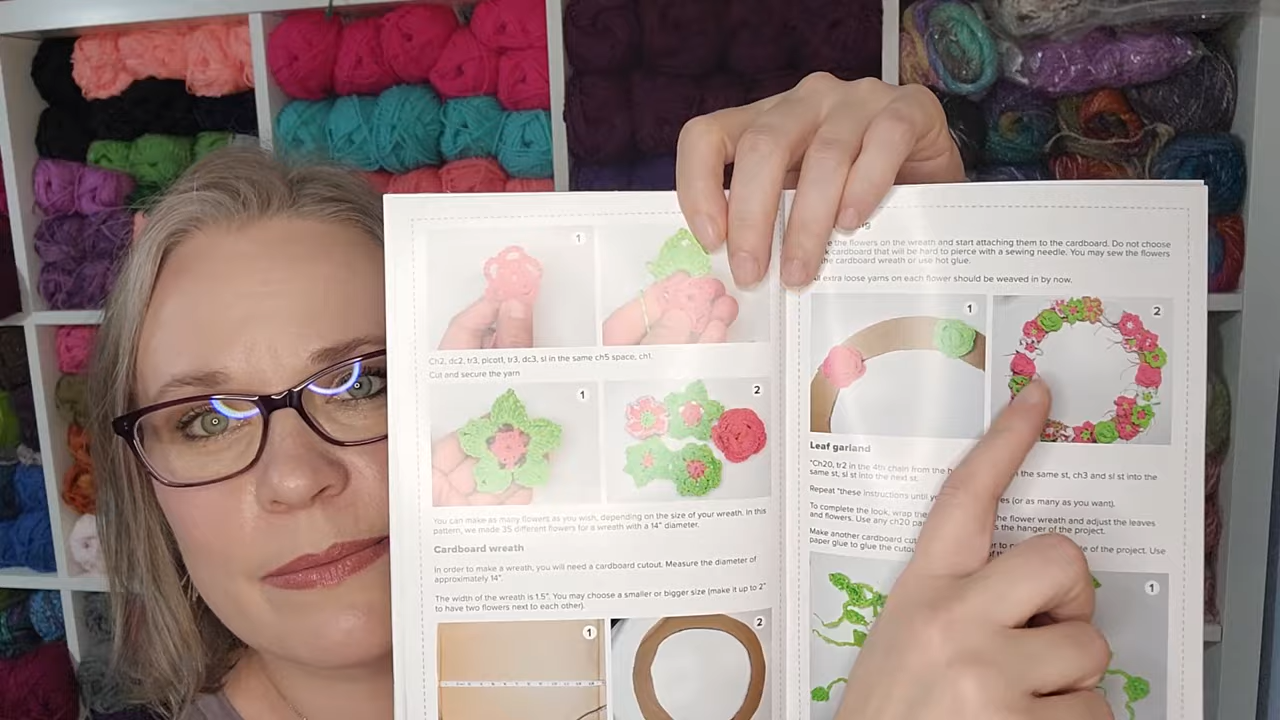 1
Ch2, dc2, tr3, picot1, tr3, dc3, sl in the same ch5 space, ch1.
Cut and secure the yarn
1
2
You can make as many flowers as you wish, depending on the size of your wreath. In this
pattern, we made 35 different flowers for a wreath with a 14" diameter.
Cardboard wreath
In order to make a wreath, you will need a cardboard cutout. Measure the diameter of
approximately 14".
The width of the wreath is 1.5". You may choose a smaller or bigger size (make it up to 2"
to have two flowers next to each other).
1
2
the flowers on the wreath and start attaching them to the cardboard. Do not choose
cardboard that will be hard to pierce with a sewing needle. You may sew the flowers
the cardboard wreath or use hot glue.
extra loose yarns on each flower should be weaved in by now.
1
2
Leaf garland
*Ch20, tr2 in the 4th chain from the the same st, ch3 and sl st into the
same st, sl st into the next st.
Repeat *these instructions until (or as many as you want).
To complete the look, wrap the flower wreath and adjust the leaves
and flowers. Use any ch20 the hanger of the project.
Make another cardboard of the project. Use
paper glue to glue the
1